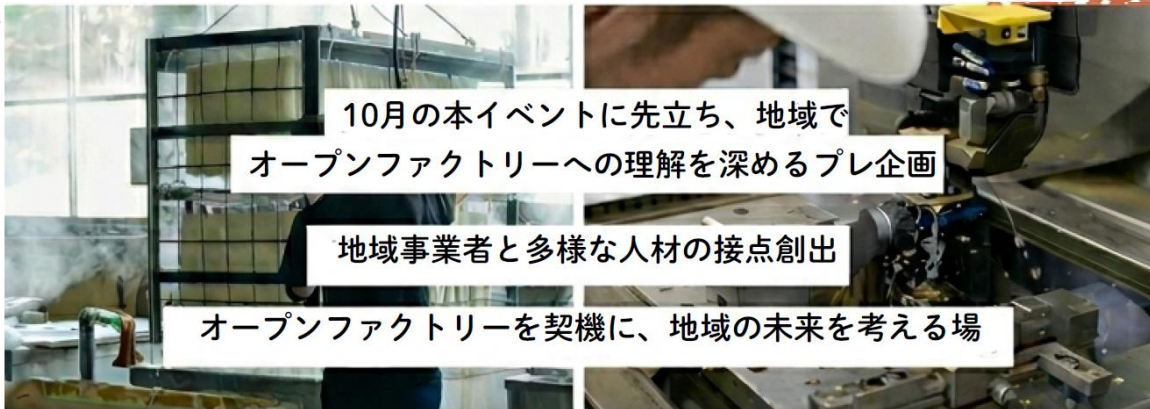 10月の本イベントに先立ち、地域で
オープンファクトリーへの理解を深めるプレ企画
地域事業者と多様な人材の接点創出
オープンファクトリーを契機に、地域の未来を考える場